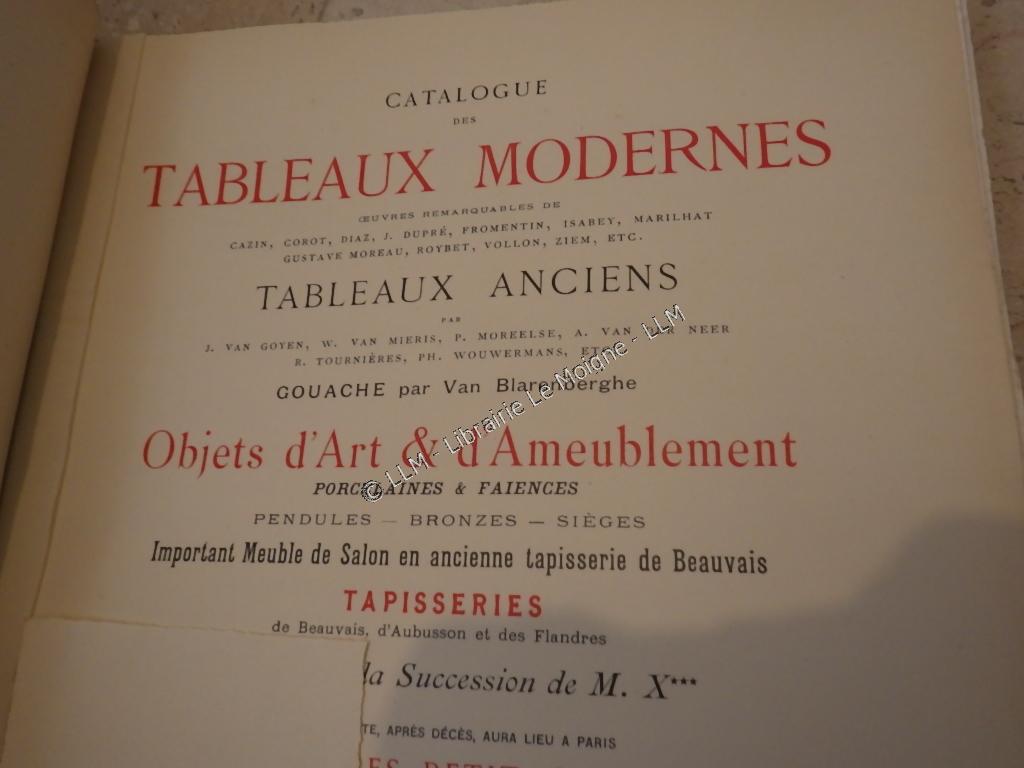 CATALOGUE
DES
TABLEAUX MODERNES
ŒUVRES REMARQUABLES DE
CAZIN, COROT, DIAZ, J. DUPRÉ, FROMENTIN, ISABEY, MARILHAT
GUSTAVE MOREAU, ROYBET, VOLLON, ZIEM, ETC.
TABLEAUX ANCIENS
PAR
J. VAN GOYEN, W. VAN MIERIS, P. MOREELSE, A. VAN DER NEER
R. TOURNIÈRES, PH. WOUWERMANS, ETC.
GOUACHE par Van Blarenberghe
Objets d'Art & d'Ameublement
PORCELAINES & FAIENCES
PENDULES — BRONZES — SIÈGES
Important Meuble de Salon en ancienne tapisserie de Beauvais
TAPISSERIES
de Beauvais, d'Aubusson et des Flandres
la Succession de M. X***
APRÈS DÉCÈS, AURA LIEU A PARIS
© LLM - Librairie Le Moigne - LLM